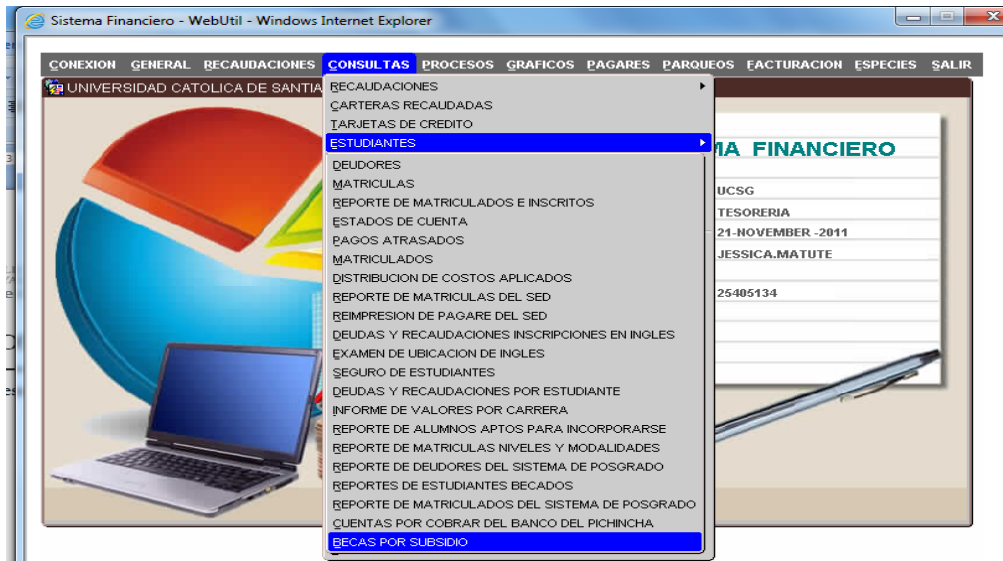 Sistema Financiero - WebUtil - Windows Internet Explorer
CONEXION GENERAL RECAUDACIONES CONSULTAS PROCESOS GRAFICOS PAGARES PARQUEOS FACTURACION ESPECIES SALIR
UNIVERSIDAD CATOLICA DE SANTIA
RECAUDACIONES
CARTERAS RECAUDADAS
TARJETAS DE CREDITO
ESTUDIANTES
DEUDORES
MATRICULAS
REPORTE DE MATRICULADOS E INSCRITOS
ESTADOS DE CUENTA
PAGOS ATRASADOS
MATRICULADOS
DISTRIBUCION DE COSTOS APLICADOS
REPORTE DE MATRICULAS DEL SED
REIMPRESION DE PAGARE DEL SED
DEUDAS Y RECAUDACIONES INSCRIPCIONES EN INGLES
EXAMEN DE UBICACION DE INGLES
SEGURO DE ESTUDIANTES
DEUDAS Y RECAUDACIONES POR ESTUDIANTE
INFORME DE VALORES POR CARRERA
REPORTE DE ALUMNOS APTOS PARA INCORPORARSE
REPORTE DE MATRICULAS NIVELES Y MODALIDADES
REPORTE DE DEUDORES DEL SISTEMA DE POSGRADO
REPORTES DE ESTUDIANTES BECADOS
REPORTE DE MATRICULADOS DEL SISTEMA DE POSGRADO
CUENTAS POR COBRAR DEL BANCO DEL PICHINCHA
BECAS POR SUBSIDIO
MA FINANCIERO
UCSG
TESORERIA
21-NOVEMBER -2011
JESSICA.MATUTE
25405134